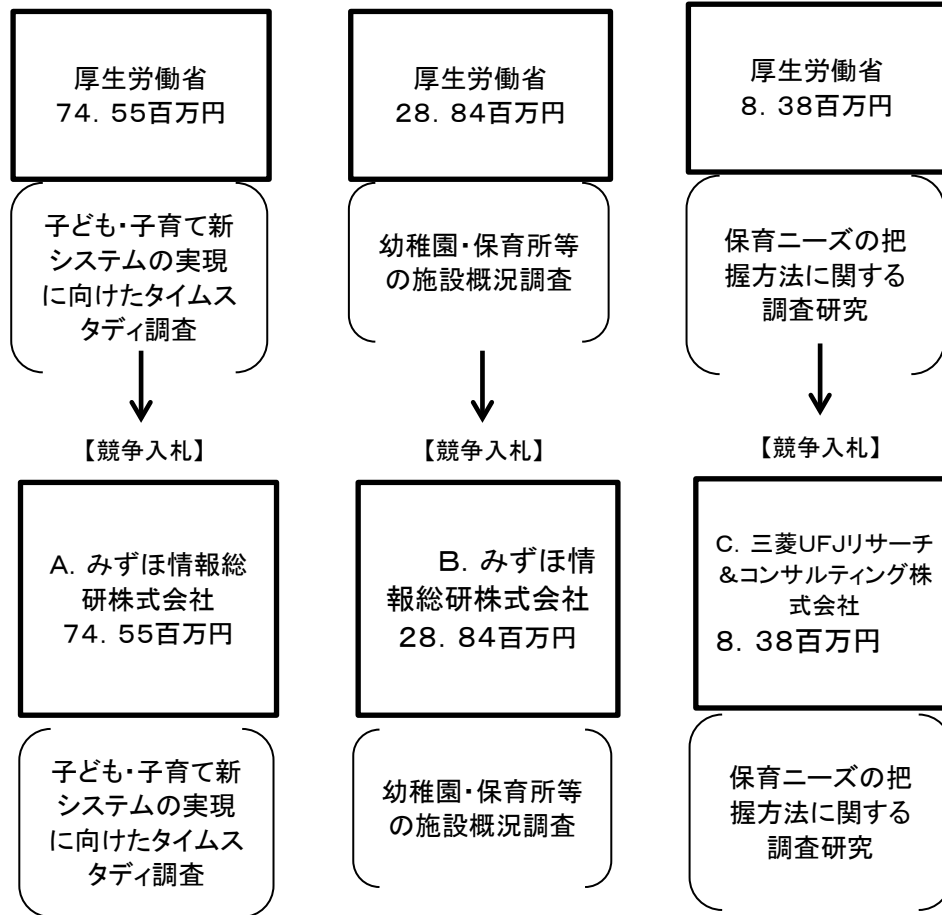 厚生労働省
74．55百万円
子ども・子育て新
システムの実現
に向けたタイムス
タディ調査
【競争入札】
A．みずほ情報総
研株式会社
74．55百万円
子ども・子育て新
システムの実現
に向けたタイムス
タディ調査
厚生労働省
28．84百万円
幼稚園・保育所等
の施設概況調査
【競争入札】
B．みずほ情
報総研株式会社
28．84百万円
幼稚園・保育所等
の施設概況調査
厚生労働省
8．38百万円
保育ニーズの把
握方法に関する
調査研究
【競争入札】
C．三菱UFJリサーチ
＆コンサルティング株
式会社
8．38百万円
保育ニーズの把
握方法に関する
調査研究